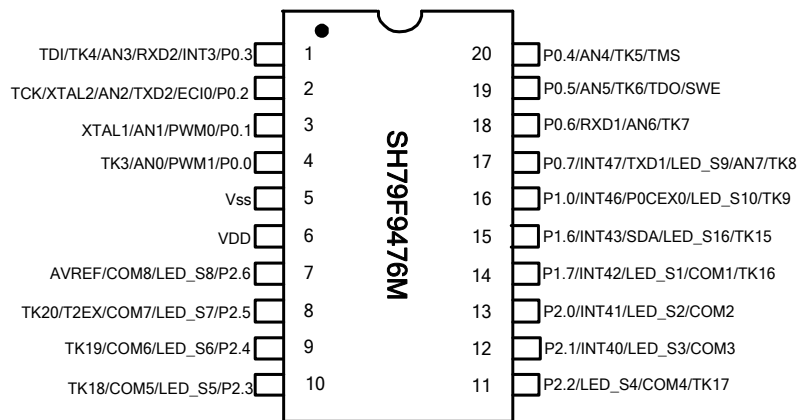 TDI/TK4/AN3/RXD2/INT3/P0.3 1 20 P0.4/AN4/TK5/TMS
TCK/XTAL2/AN2/TXD2/ECI0/P0.2 2 19 P0.5/AN5/TK6/TDO/SWE
XTAL1/AN1/PWM0/P0.1 3 18 P0.6/RXD1/AN6/TK7
TK3/AN0/PWM1/P0.0 4 17 P0.7/INT47/TXD1/LED_S9/AN7/TK8
Vss 5 16 P1.0/INT46/P0CEX0/LED_S10/TK9
VDD 6 15 P1.6/INT43/SDA/LED_S16/TK15
AVREF/COM8/LED_S8/P2.6 7 14 P1.7/INT42/LED_S1/COM1/TK16
TK20/T2EX/COM7/LED_S7/P2.5 8 13 P2.0/INT41/LED_S2/COM2
TK19/COM6/LED_S6/P2.4 9 12 P2.1/INT40/LED_S3/COM3
TK18/COM5/LED_S5/P2.3 10 11 P2.2/LED_S4/COM4/TK17
SH79F9476M